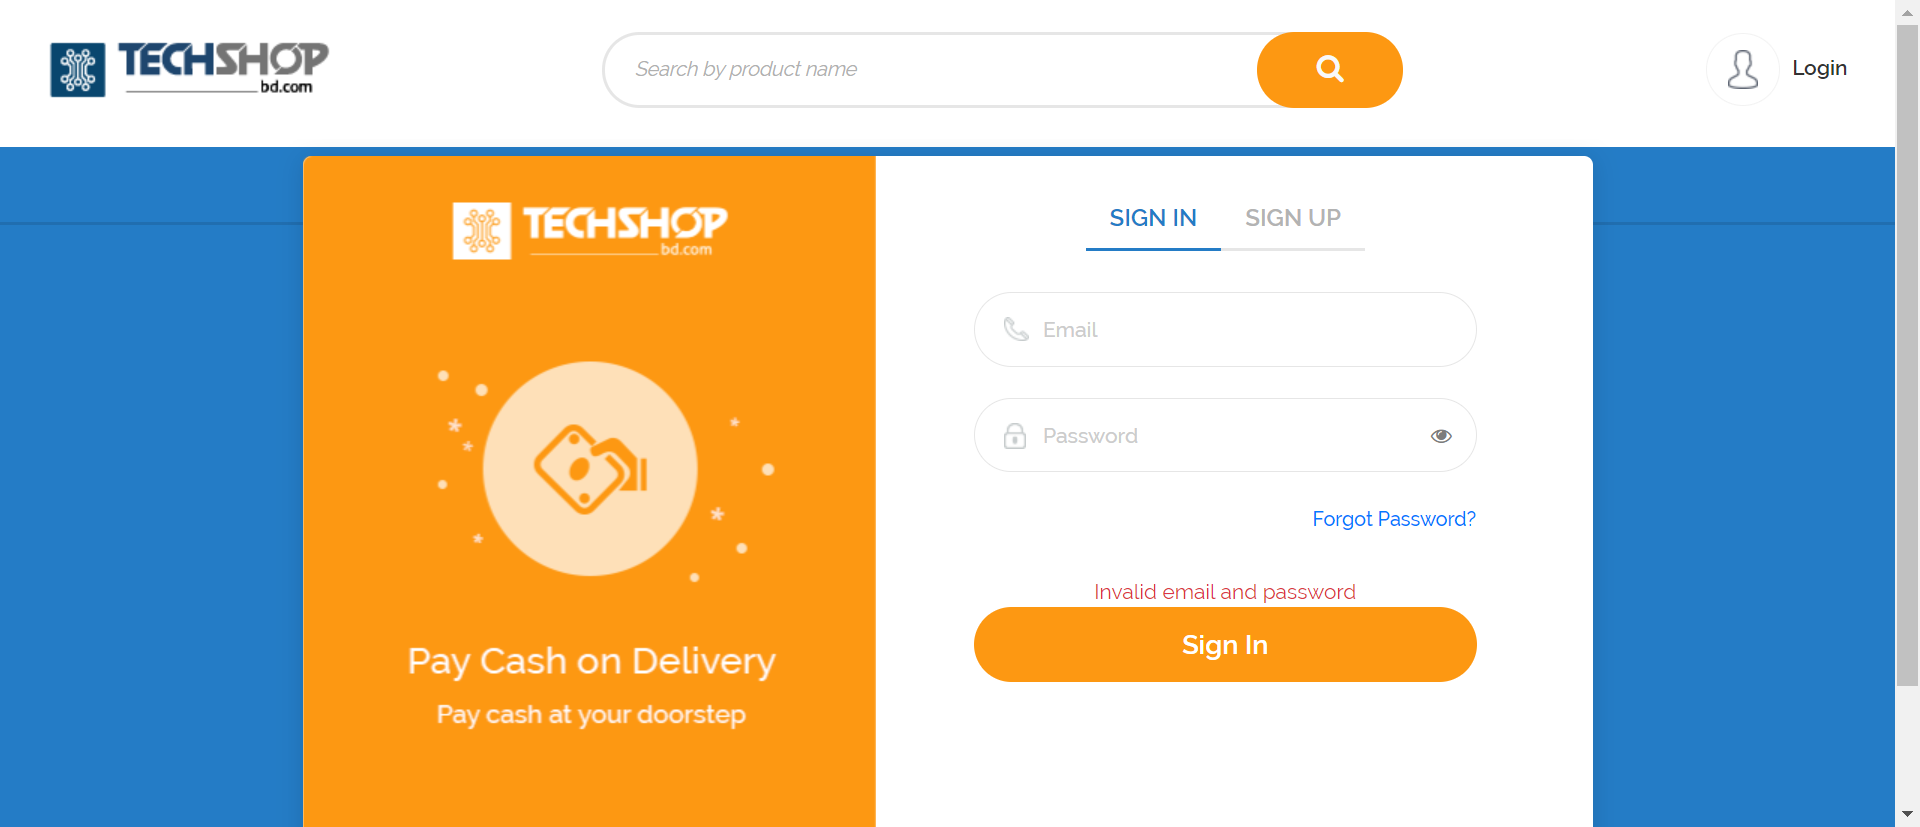 TECHSHOP
bd.com
Search by product name
Login
TECHSHOP
bd.com
Pay Cash on Delivery
Pay cash at your doorstep
SIGN IN SIGN UP
Email
Password
Forgot Password?
Invalid email and password
Sign In